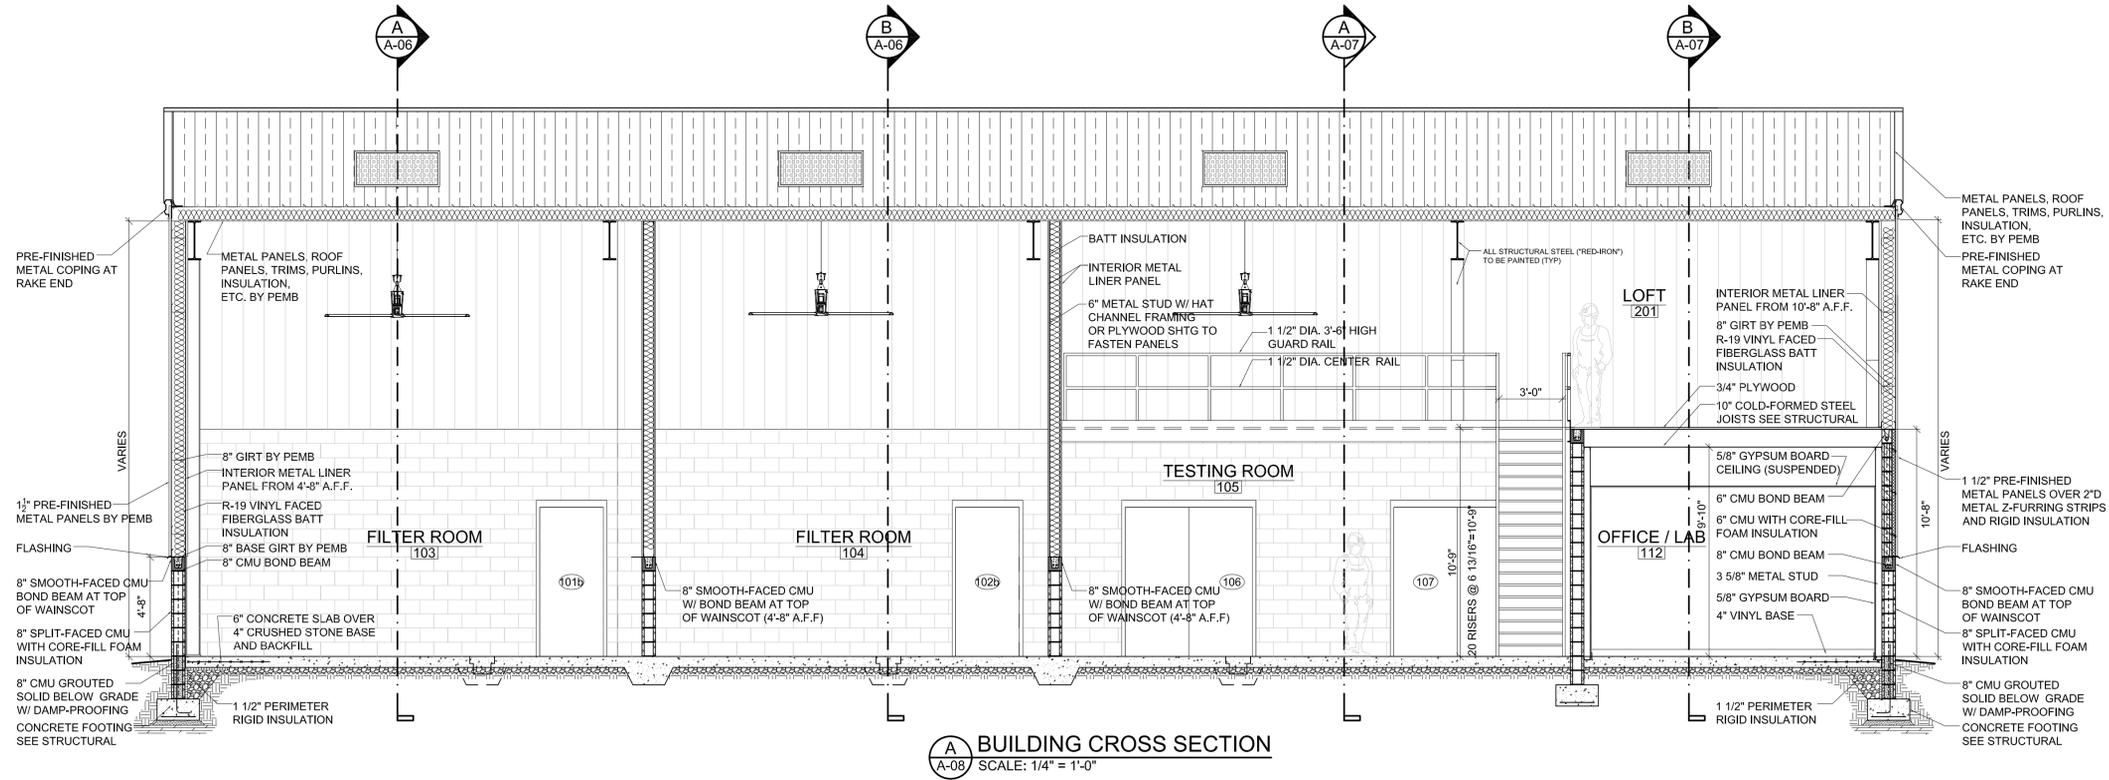 A
A-06
B
A-06
A
A-07
B
A-07
PRE-FINISHED
METAL COPING AT
RAKE END
VARIES
1½" PRE-FINISHED
METAL PANELS BY PEMB
FLASHING
8" SMOOTH-FACED CMU
BOND BEAM AT TOP
OF WAINSCOT
4'-8"
8" SPLIT-FACED CMU
WITH CORE-FILL FOAM
INSULATION
8" CMU GROUTED
SOLID BELOW GRADE
W/ DAMP-PROOFING
CONCRETE FOOTING
SEE STRUCTURAL
METAL PANELS, ROOF
PANELS, TRIMS, PURLINS,
INSULATION,
ETC. BY PEMB
8" GIRT BY PEMB
INTERIOR METAL LINER
PANEL FROM 4'-8" A.F.F.
R-19 VINYL FACED
FIBERGLASS BATT
INSULATION
8" BASE GIRT BY PEMB
8" CMU BOND BEAM
6" CONCRETE SLAB OVER
4" CRUSHED STONE BASE
AND BACKFILL
1 1/2" PERIMETER
RIGID INSULATION
FILTER ROOM
103
101b
8" SMOOTH-FACED CMU
W/ BOND BEAM AT TOP
OF WAINSCOT (4'-8" A.F.F)
FILTER ROOM
104
102b
BATT INSULATION
INTERIOR METAL
LINER PANEL
6" METAL STUD W/ HAT
CHANNEL FRAMING
OR PLYWOOD SHTG TO
FASTEN PANELS
1 1/2" DIA. 3'-6" HIGH
GUARD RAIL
1 1/2" DIA. CENTER RAIL
ALL STRUCTURAL STEEL ("RED-IRON")
TO BE PAINTED (TYP)
TESTING ROOM
105
8" SMOOTH-FACED CMU
W/ BOND BEAM AT TOP
OF WAINSCOT (4'-8" A.F.F)
106
107
10'-9"
20 RISERS @ 6 13/16"=10'-9"
3'-0"
LOFT
201
INTERIOR METAL LINER
PANEL FROM 10'-8" A.F.F.
8" GIRT BY PEMB
R-19 VINYL FACED
FIBERGLASS BATT
INSULATION
3/4" PLYWOOD
10" COLD-FORMED STEEL
JOISTS SEE STRUCTURAL
5/8" GYPSUM BOARD
CEILING (SUSPENDED)
6" CMU BOND BEAM
9'-10"
6" CMU WITH CORE-FILL
FOAM INSULATION
OFFICE / LAB
112
8" CMU BOND BEAM
3 5/8" METAL STUD
5/8" GYPSUM BOARD
4" VINYL BASE
1 1/2" PERIMETER
RIGID INSULATION
METAL PANELS, ROOF
PANELS, TRIMS, PURLINS,
INSULATION,
ETC. BY PEMB
PRE-FINISHED
METAL COPING AT
RAKE END
VARIES
10'-8"
1 1/2" PRE-FINISHED
METAL PANELS OVER 2"D
METAL Z-FURRING STRIPS
AND RIGID INSULATION
FLASHING
8" SMOOTH-FACED CMU
BOND BEAM AT TOP
OF WAINSCOT
8" SPLIT-FACED CMU
WITH CORE-FILL FOAM
INSULATION
8" CMU GROUTED
SOLID BELOW GRADE
W/ DAMP-PROOFING
CONCRETE FOOTING
SEE STRUCTURAL
A
A-08
BUILDING CROSS SECTION
SCALE: 1/4" = 1'-0"